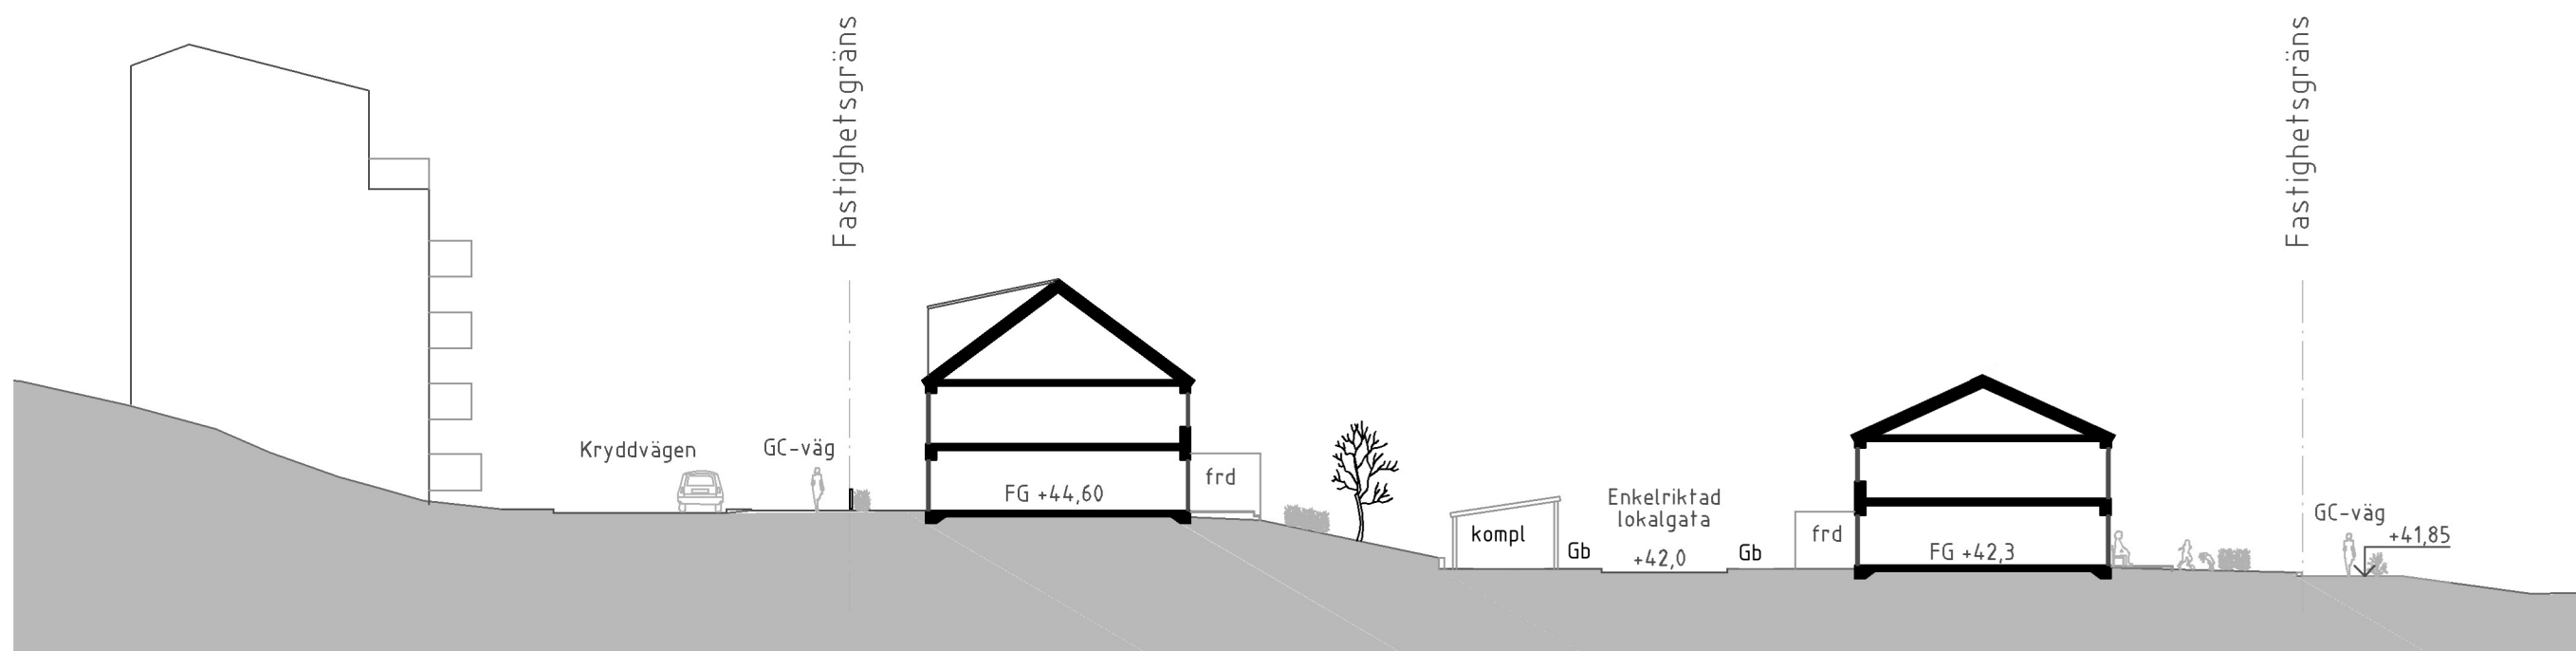 Fastighetsgräns
Fastighetsgräns
Kryddvägen
GC-väg
FG +44,60
frd
kompl
Gb
Enkelriktad
lokalgata
+42,0
Gb
frd
FG +42,3
GC-väg
+41,85